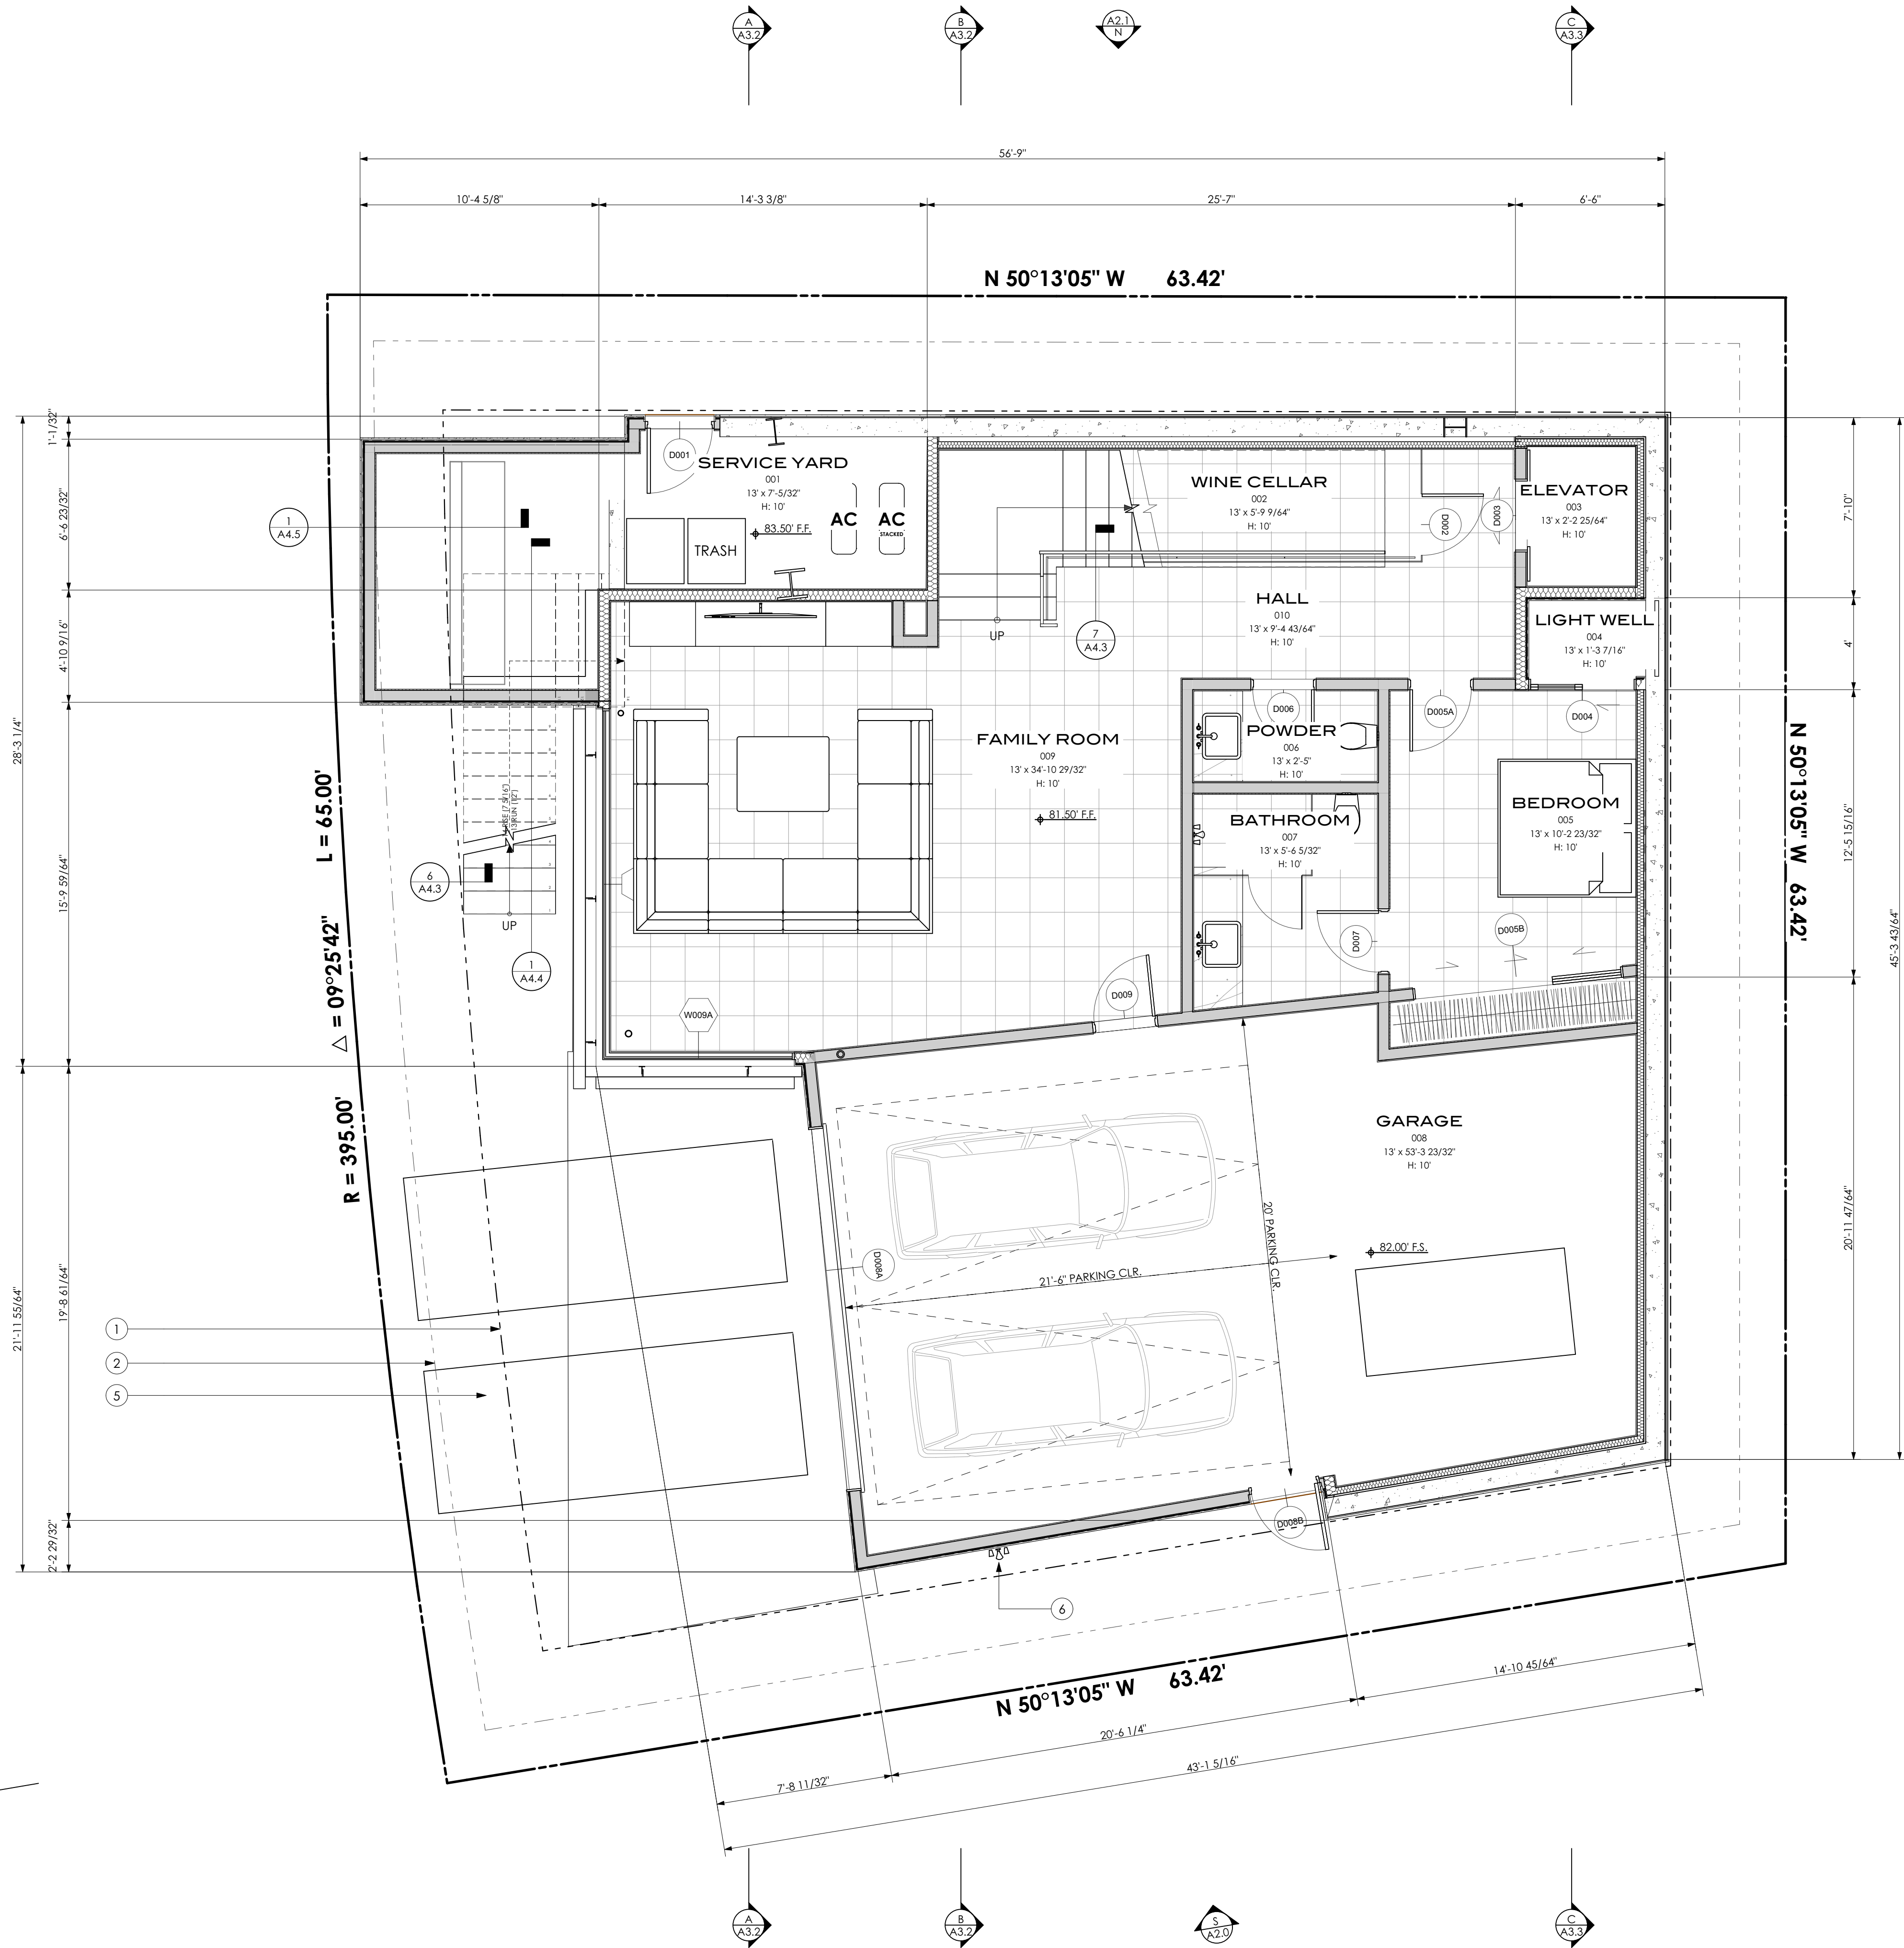 A
A3.2
B
A3.2
A2.1
N
C
A3.3
56'-9"
10'-4 5/8"
14'-3 3/8"
25'-7"
6'-6"
N 50°13'05" W 63.42'
1'-1/32"
6'-6 23/32"
4'-10 9/16"
28'-3 1/4"
15'-9 59/64"
21'-11 55/64"
19'-8 61/64"
2'-2 29/32"
1
A4.5
D001
SERVICE YARD
001
13' x 7'-5/32"
H: 10'
83.50' F.F.
TRASH
AC
AC
STACKED
WINE CELLAR
002
13' x 5'-9 9/64"
H: 10'
D002
D003
ELEVATOR
003
13' x 2'-2 25/64"
H: 10'
7'-10"
HALL
010
13' x 9'-4 43/64"
H: 10'
LIGHT WELL
004
13' x 1'-3 7/16"
H: 10'
4'
UP
7
A4.3
D006
D005A
D004
POWDER
006
13' x 2'-5"
H: 10'
FAMILY ROOM
009
13' x 34'-10 29/32"
H: 10'
81.50' F.F.
BATHROOM
007
13' x 5'-6 5/32"
H: 10'
BEDROOM
005
13' x 10'-2 23/32"
H: 10'
12'-5 15/16"
N 50°13'05" W 63.42'
45'-3 43/64"
L = 65.00'
△ = 09°25'42"
R = 395.00'
13 RUN (12")
6
A4.3
UP
1
A4.4
D007
D005B
D009
W009A
GARAGE
008
13' x 53'-3 23/32"
H: 10'
82.00' F.S.
20'-11 47/64"
D008A
21'-6" PARKING CLR.
20' PARKING CLR.
1
2
5
D008B
6
N 50°13'05" W 63.42'
14'-10 45/64"
20'-6 1/4"
7'-8 11/32"
43'-1 5/16"
A
A3.2
B
A3.2
S
A2.0
C
A3.3